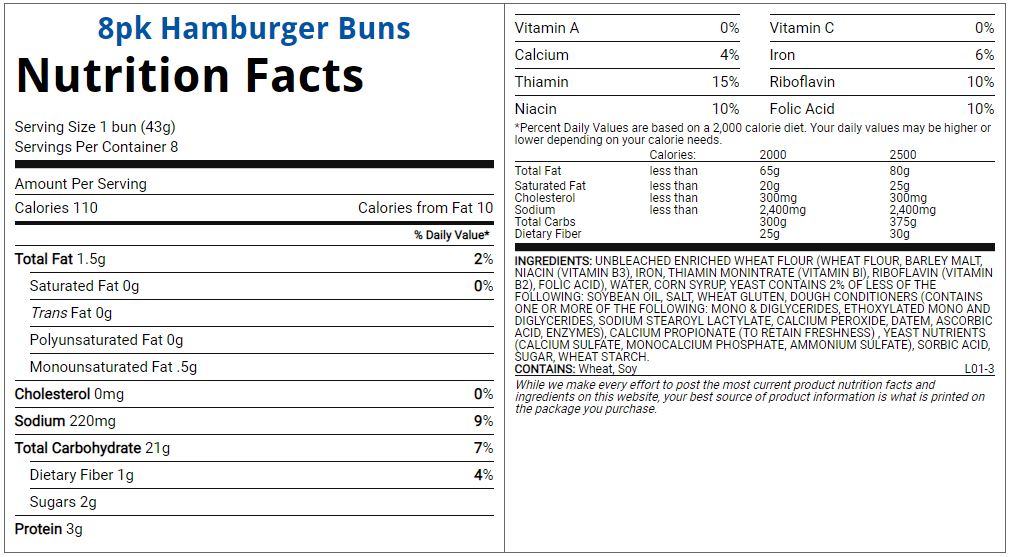 8pk Hamburger Buns
Nutrition Facts
Serving Size 1 bun (43g)
Servings Per Container 8
Amount Per Serving
Calories 110 Calories from Fat 10
% Daily Value*
Total Fat 1.5g 2%
Saturated Fat 0g 0%
Trans Fat 0g
Polyunsaturated Fat 0g
Monounsaturated Fat .5g
Cholesterol 0mg 0%
Sodium 220mg 9%
Total Carbohydrate 21g 7%
Dietary Fiber 1g 4%
Sugars 2g
Protein 3g
Vitamin A 0% Vitamin C 0%
Calcium 4% Iron 6%
Thiamin 15% Riboflavin 10%
Niacin 10% Folic Acid 10%
*Percent Daily Values are based on a 2,000 calorie diet. Your daily values may be higher or
lower depending on your calorie needs.
Calories: 2000 2500
Total Fat less than 65g 80g
Saturated Fat less than 20g 25g
Cholesterol less than 300mg 300mg
Sodium less than 2,400mg 2,400mg
Total Carbs 300g 375g
Dietary Fiber 25g 30g
INGREDIENTS: UNBLEACHED ENRICHED WHEAT FLOUR (WHEAT FLOUR, BARLEY MALT,
NIACIN (VITAMIN B3), IRON, THIAMIN MONINTRATE (VITAMIN BI), RIBOFLAVIN (VITAMIN
B2), FOLIC ACID), WATER, CORN SYRUP, YEAST CONTAINS 2% OF LESS OF THE
FOLLOWING: SOYBEAN OIL, SALT, WHEAT GLUTEN, DOUGH CONDITIONERS (CONTAINS
ONE OR MORE OF THE FOLLOWING: MONO & DIGLYCERIDES, ETHOXYLATED MONO AND
DIGLYCERIDES, SODIUM STEAROYL LACTYLATE, CALCIUM PEROXIDE, DATEM, ASCORBIC
ACID, ENZYMES), CALCIUM PROPIONATE (TO RETAIN FRESHNESS) , YEAST NUTRIENTS
(CALCIUM SULFATE, MONOCALCIUM PHOSPHATE, AMMONIUM SULFATE), SORBIC ACID,
SUGAR, WHEAT STARCH.
CONTAINS: Wheat, Soy L01-3
While we make every effort to post the most current product nutrition facts and
ingredients on this website, your best source of product information is what is printed on
the package you purchase.